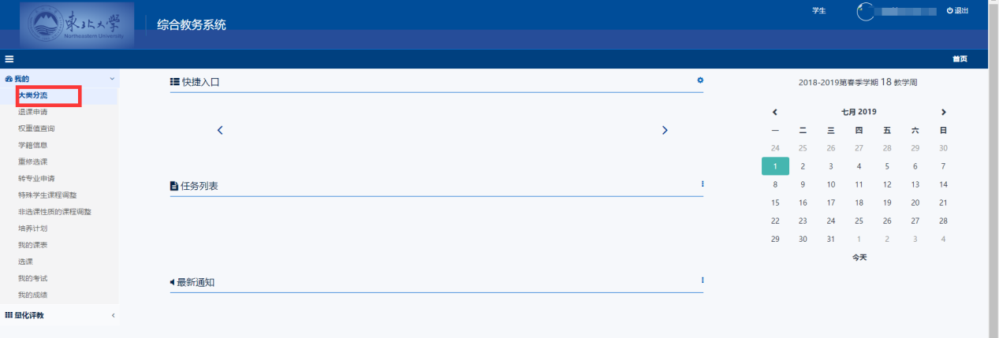 東北大学
Northeastern University
综合教务系统
学生
退出
首页
我的
大类分流
退课申请
权重值查询
学籍信息
重修选课
转专业申请
特殊学生课程调整
非选课性质的课程调整
培养计划
我的课表
选课
我的考试
我的成绩
量化评教
快捷入口
任务列表
最新通知
2018-2019第春季学期 18 教学周
七月 2019
一 二 三 四 五 六 日
24 25 26 27 28 29 30
1 2 3 4 5 6 7
8 9 10 11 12 13 14
15 16 17 18 19 20 21
22 23 24 25 26 27 28
29 30 31 1 2 3 4
今天